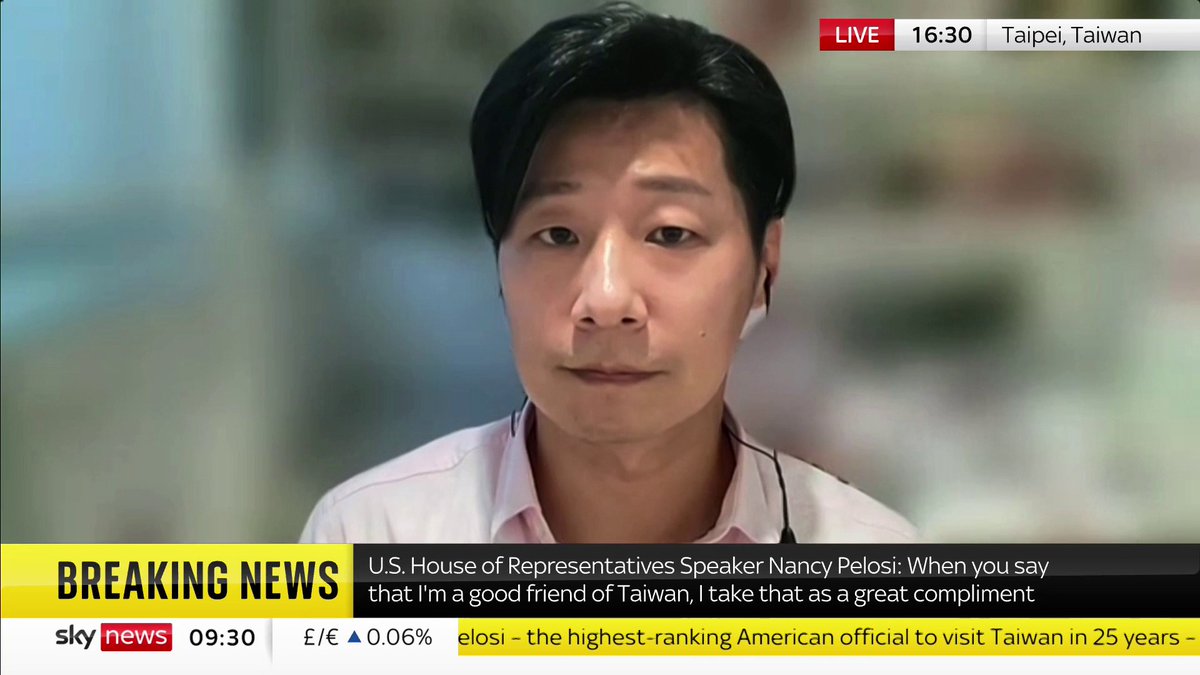 LIVE 16:30 Taipei, Taiwan
BREAKING NEWS
U.S. House of Representatives Speaker Nancy Pelosi: When you say
that I'm a good friend of Taiwan, I take that as a great compliment
sky news 09:30 £/€ ▲ 0.06% elosi - the highest-ranking American official to visit Taiwan in 25 years -